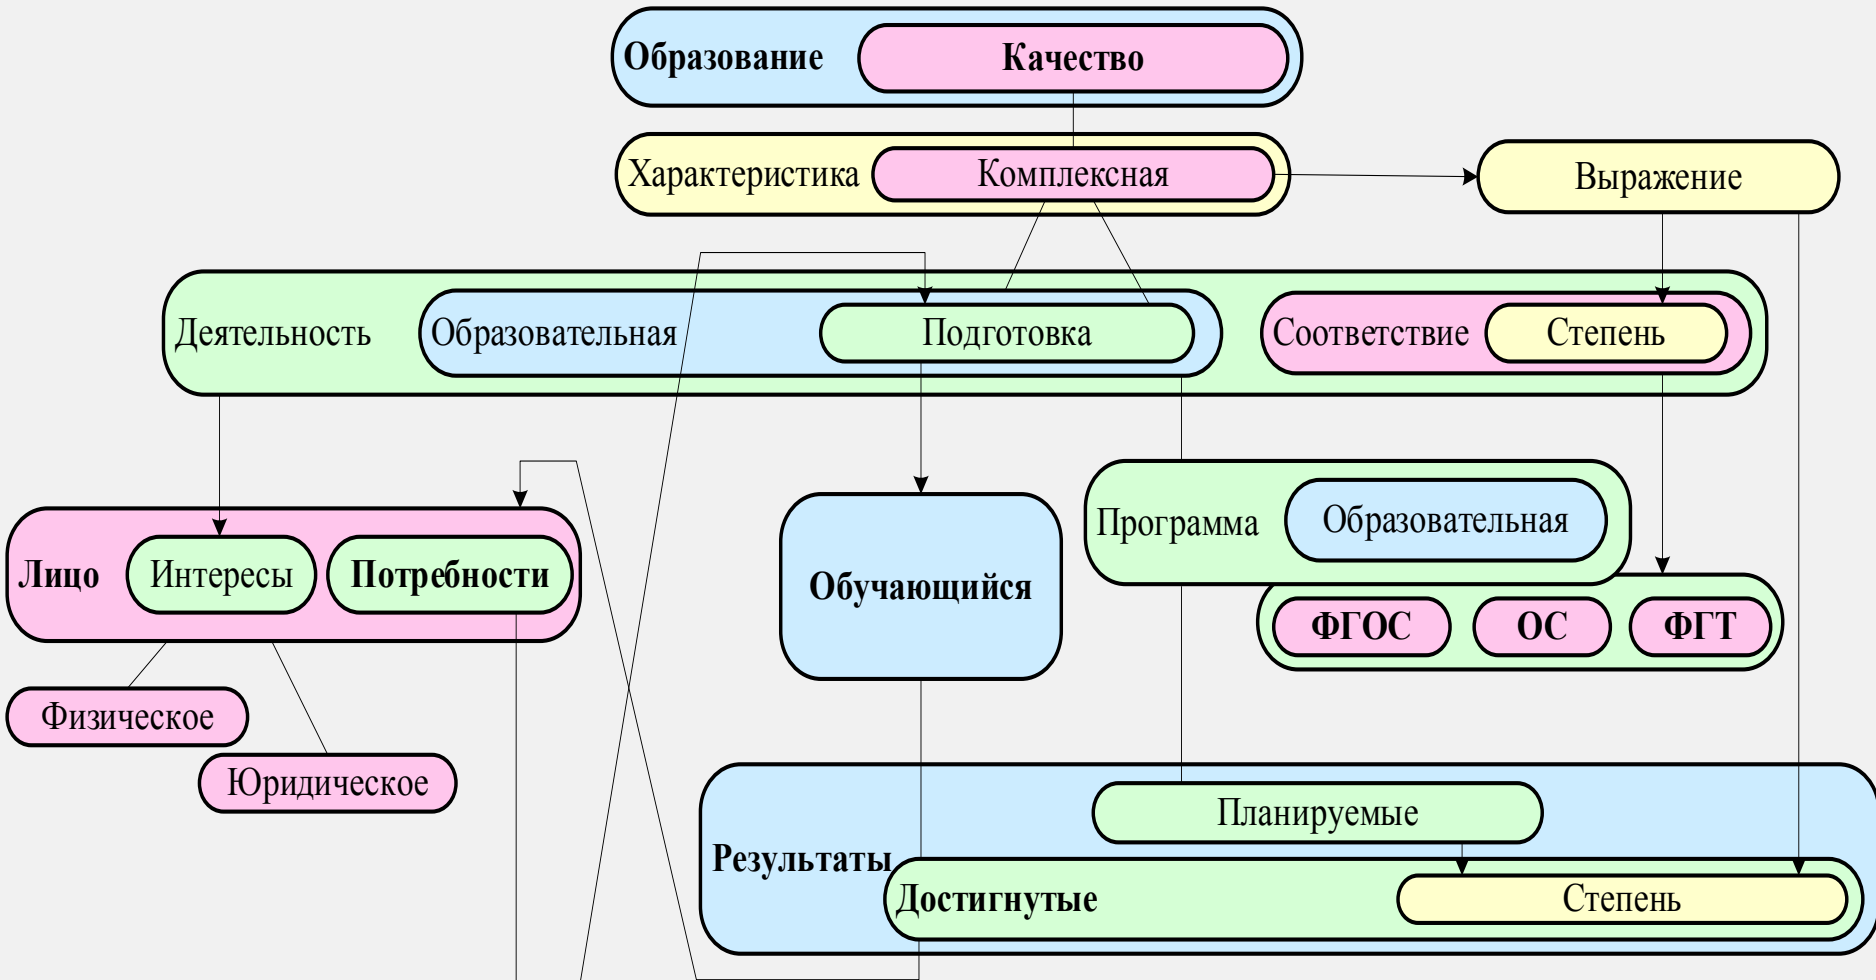 Образование Качество
Характеристика Комплексная Выражение
Деятельность Образовательная Подготовка Соответствие Степень
Программа Образовательная
Лицо Интересы Потребности
Обучающийся
ФГОС ОС ФГТ
Физическое
Юридическое
Планируемые
Результаты
Достигнутые Степень